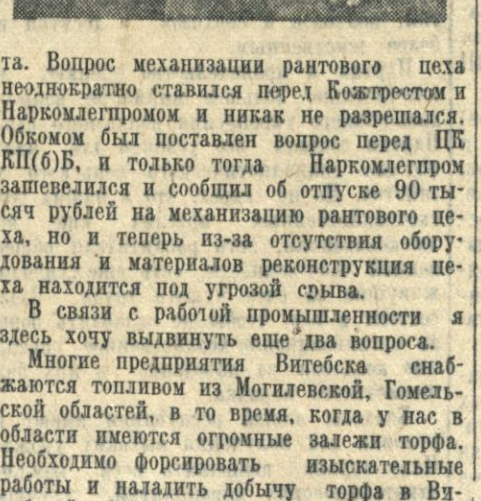 та. Вопрос механизации рантового цеха
неоднократно ставился перед Кожтрестом и
Наркомлегпромом и никак не разрешался.
Обкомом был поставлен вопрос перед ЦК
КП(б)Б, и только тогда Наркомлегпром
зашевелился и сообщил об отпуске 90 ты-
сяч рублей на механизацию рантового це-
ха, но и теперь из-за отсутствия обору-
дования и материалов реконструкция це-
ха находится под угрозой срыва.
В связи с работой промышленности я
здесь хочу выдвинуть еще два вопроса.
Многие предприятия Витебска снаб-
жаются топливом из Могилевской, Гомель-
ской областей, в то время, когда у нас в
области имеются огромные залежи торфа.
Необходимо форсировать изыскательские
работы и наладить добычу торфа в Ви-